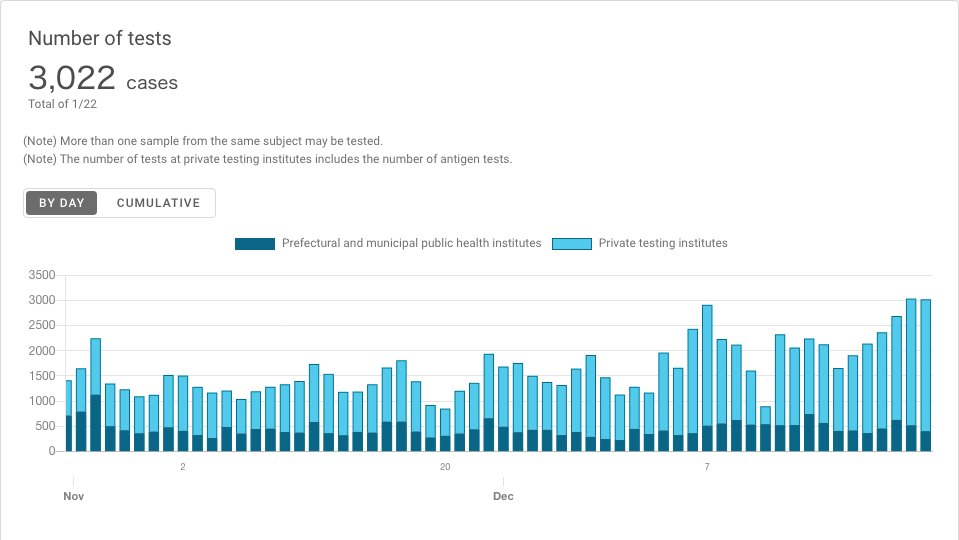 Number of tests
3,022 cases
Total of 1/22
(Note) More than one sample from the same subject may be tested.
(Note) The number of tests at private testing institutes includes the number of antigen tests.
BY DAY CUMULATIVE
Prefectural and municipal public health institutes Private testing institutes
3500
3000
2500
2000
1500
1000
500
0
2 20 7
Nov Dec